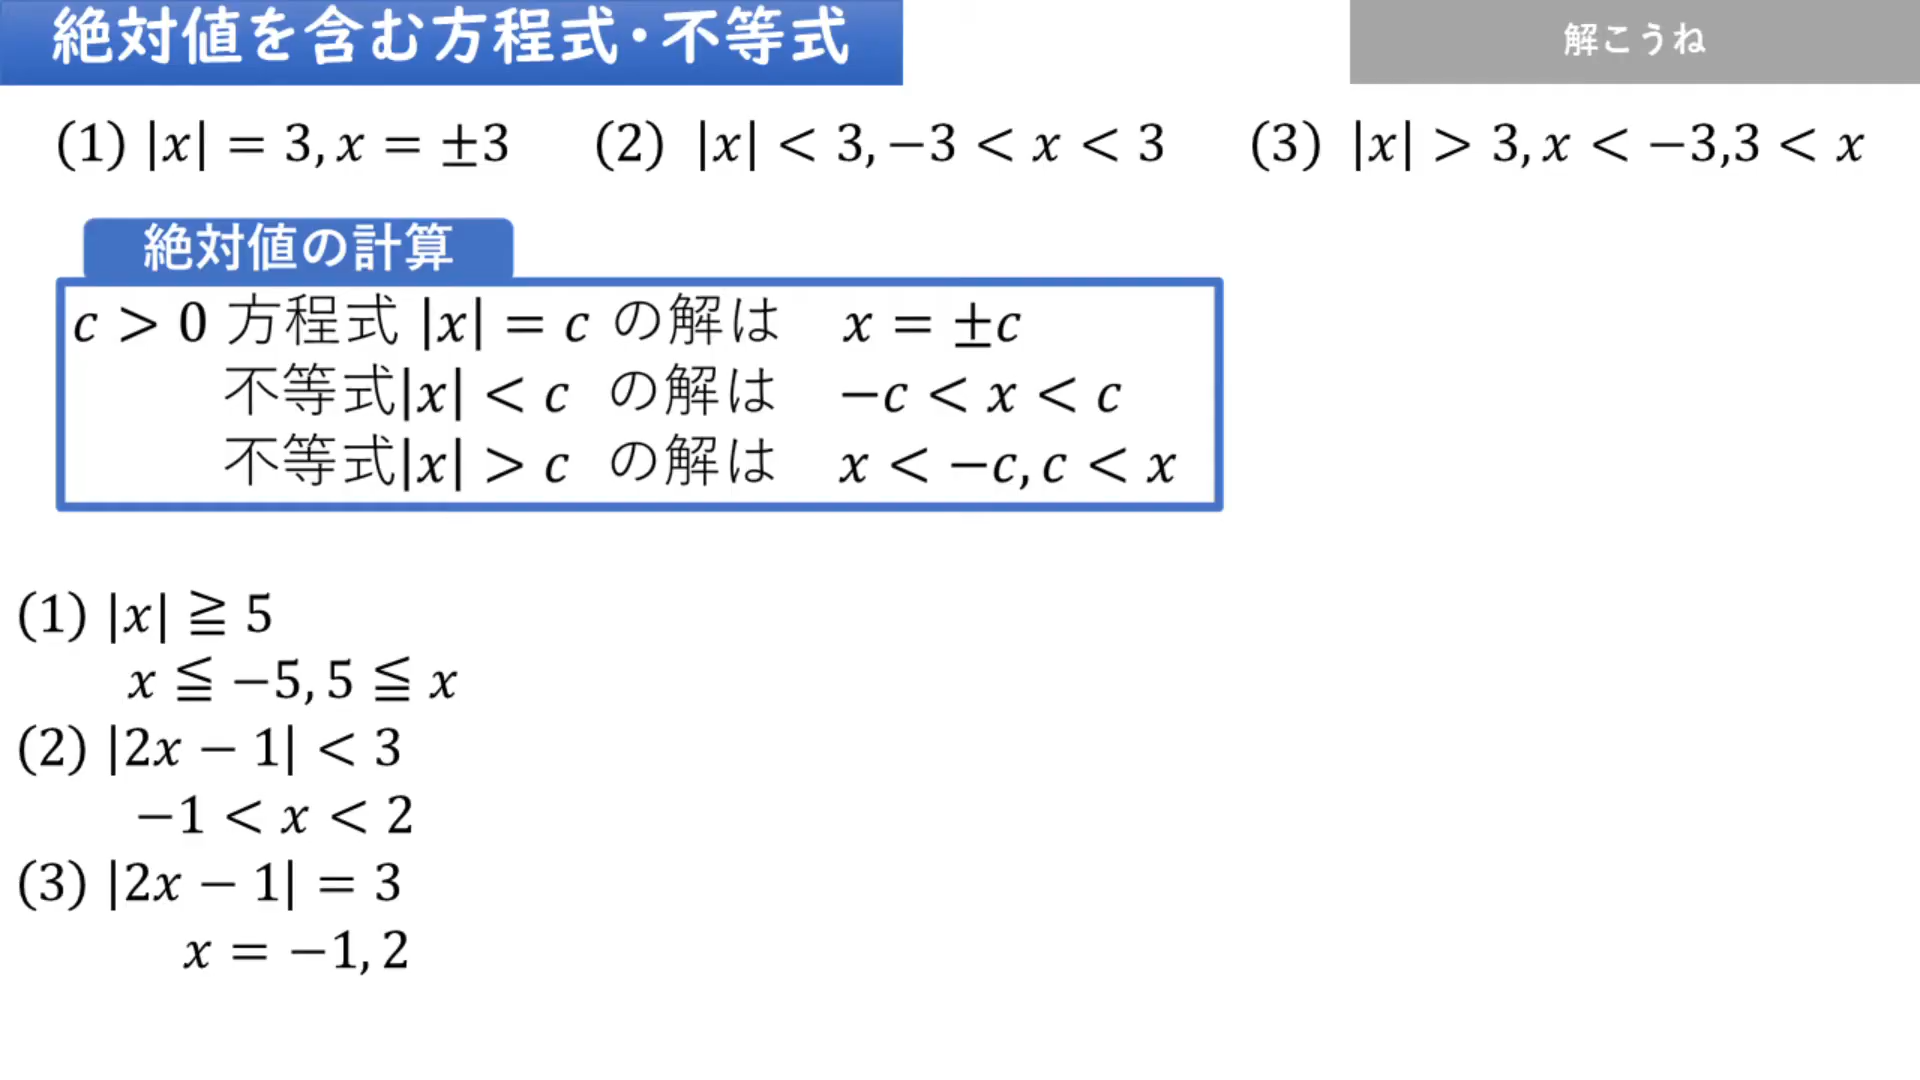 絶対値を含む方程式・不等式
解こうね
(1) |x| = 3, x = ±3 (2) |x| < 3, −3 < x < 3 (3) |x| > 3, x < −3,3 < x
絶対値の計算
c > 0 方程式 |x| = c の解は x = ±c
不等式|x| < c の解は −c < x < c
不等式|x| > c の解は x < −c, c < x
(1) |x| ≧ 5
x ≦ −5, 5 ≦ x
(2) |2x − 1| < 3
−1 < x < 2
(3) |2x − 1| = 3
x = −1, 2